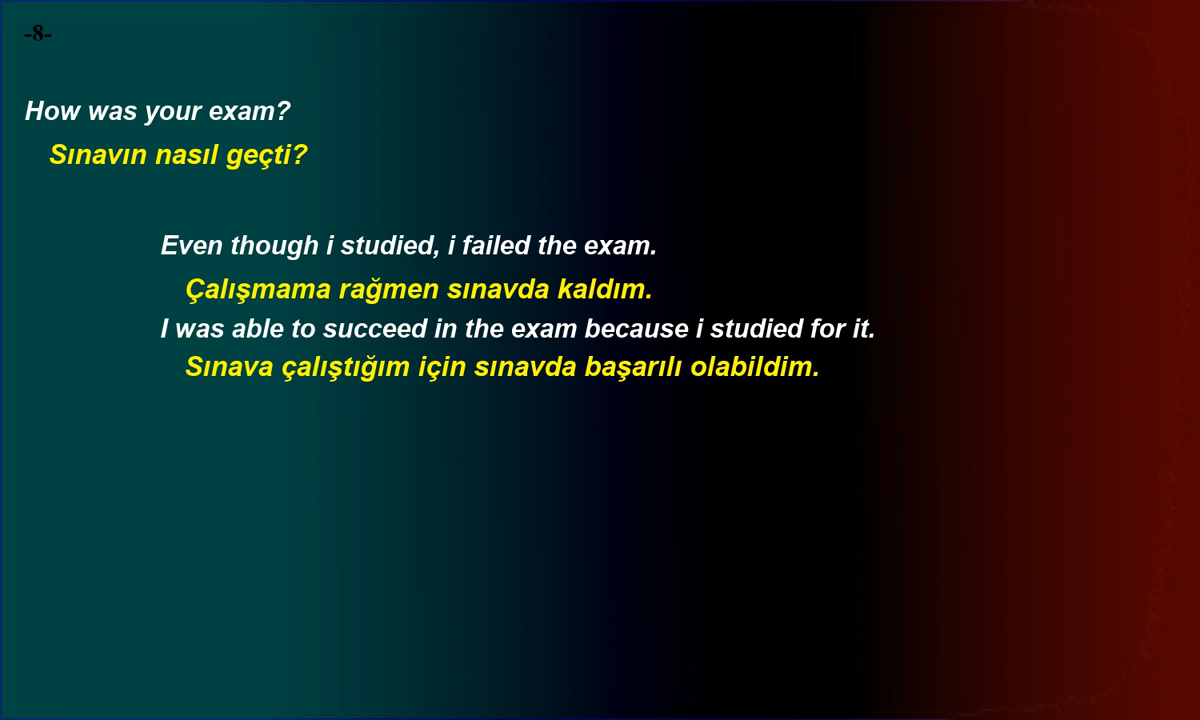 -8-
How was your exam?
Sınavın nasıl geçti?
Even though i studied, i failed the exam.
Çalışmama rağmen sınavda kaldım.
I was able to succeed in the exam because i studied for it.
Sınava çalıştığım için sınavda başarılı olabildim.